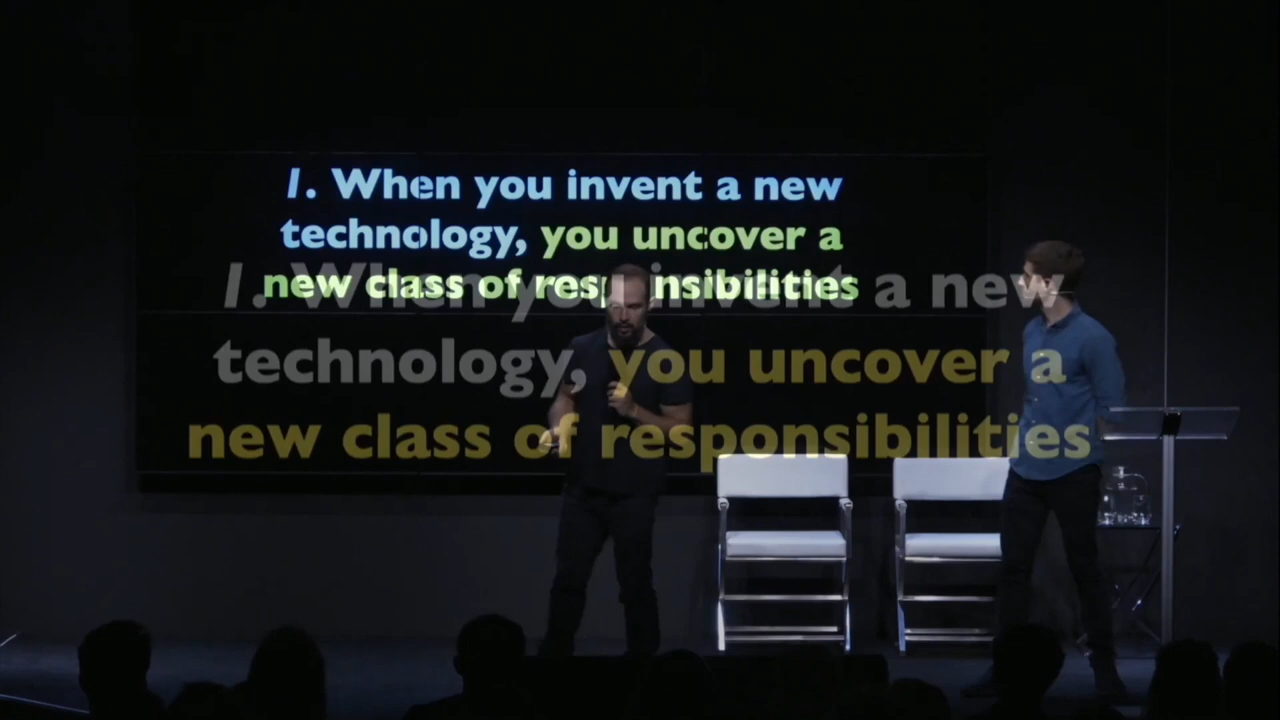 1. When you invent a new
technology, you uncover a
new class of responsibilities
1. When you invent a new
technology, you uncover a
new class of responsibilities